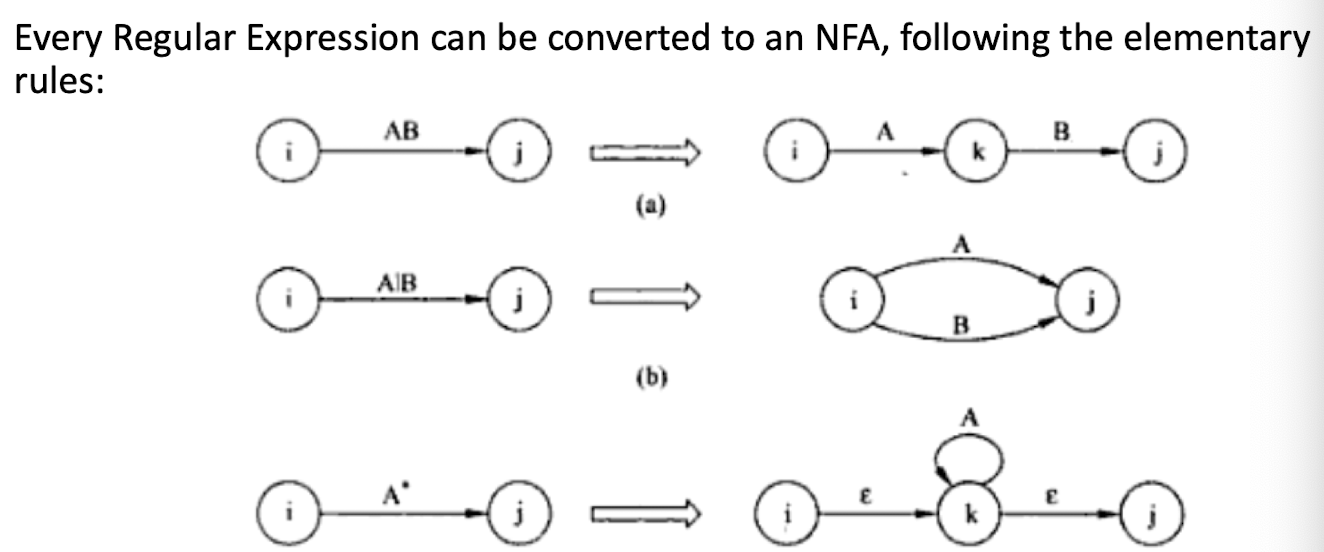 Every Regular Expression can be converted to an NFA, following the elementary
rules:
AB
i j i A k B j
(a)
A|B
i j i A B j
(b)
A*
i j i ε k A ε j